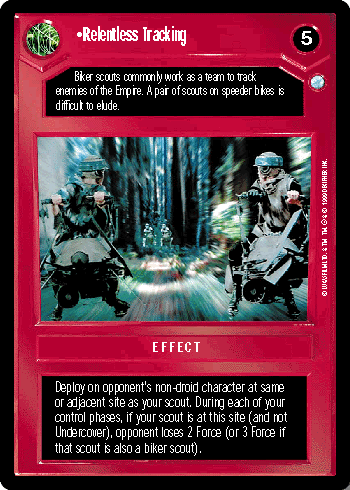 •Relentless Tracking
5
Biker scouts commonly work as a team to track
enemies of the Empire. A pair of scouts on speeder bikes is
difficult to elude.
EFFECT
Deploy on opponent's non-droid character at same
or adjacent site as your scout. During each of your
control phases, if your scout is at this site (and not
Undercover), opponent loses 2 Force (or 3 Force if
that scout is also a biker scout).